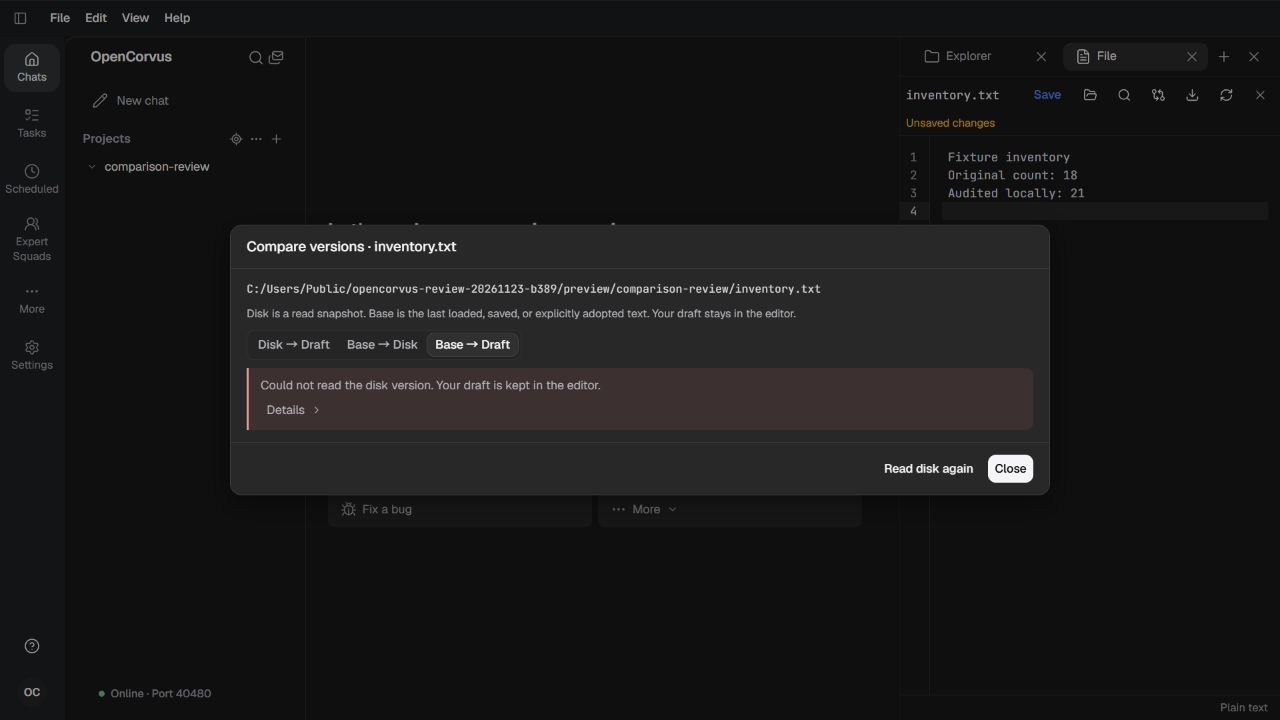 File Edit View Help
OpenCorvus
Chats
Tasks
Scheduled
Expert
Squads
More
Settings
OC
New chat
Projects
comparison-review
Online · Port 40480
Explorer
File
inventory.txt
Save
Unsaved changes
1 Fixture inventory
2 Original count: 18
3 Audited locally: 21
4
Compare versions · inventory.txt
C:/Users/Public/opencorvus-review-20261123-b389/preview/comparison-review/inventory.txt
Disk is a read snapshot. Base is the last loaded, saved, or explicitly adopted text. Your draft stays in the editor.
Disk → Draft Base → Disk Base → Draft
Could not read the disk version. Your draft is kept in the editor.
Details
Read disk again Close
Fix a bug
More
Plain text